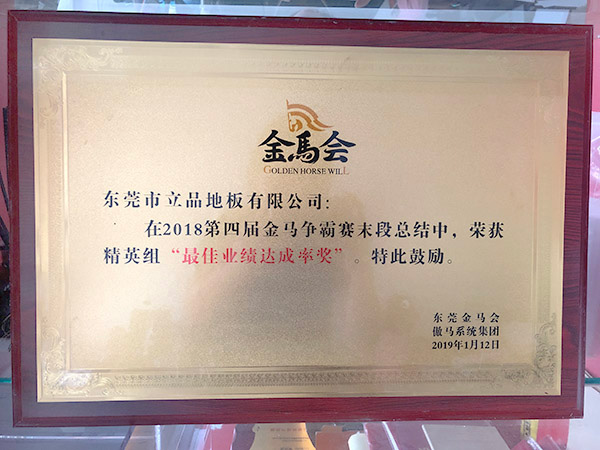 金馬会
GOLDEN HORSE WILL
东莞市立品地板有限公司:
在2018第四届金马争霸赛末段总结中，荣获
精英组“最佳业绩达成率奖”。特此鼓励。
东莞金马会
傲马系统集团
2019年1月12日